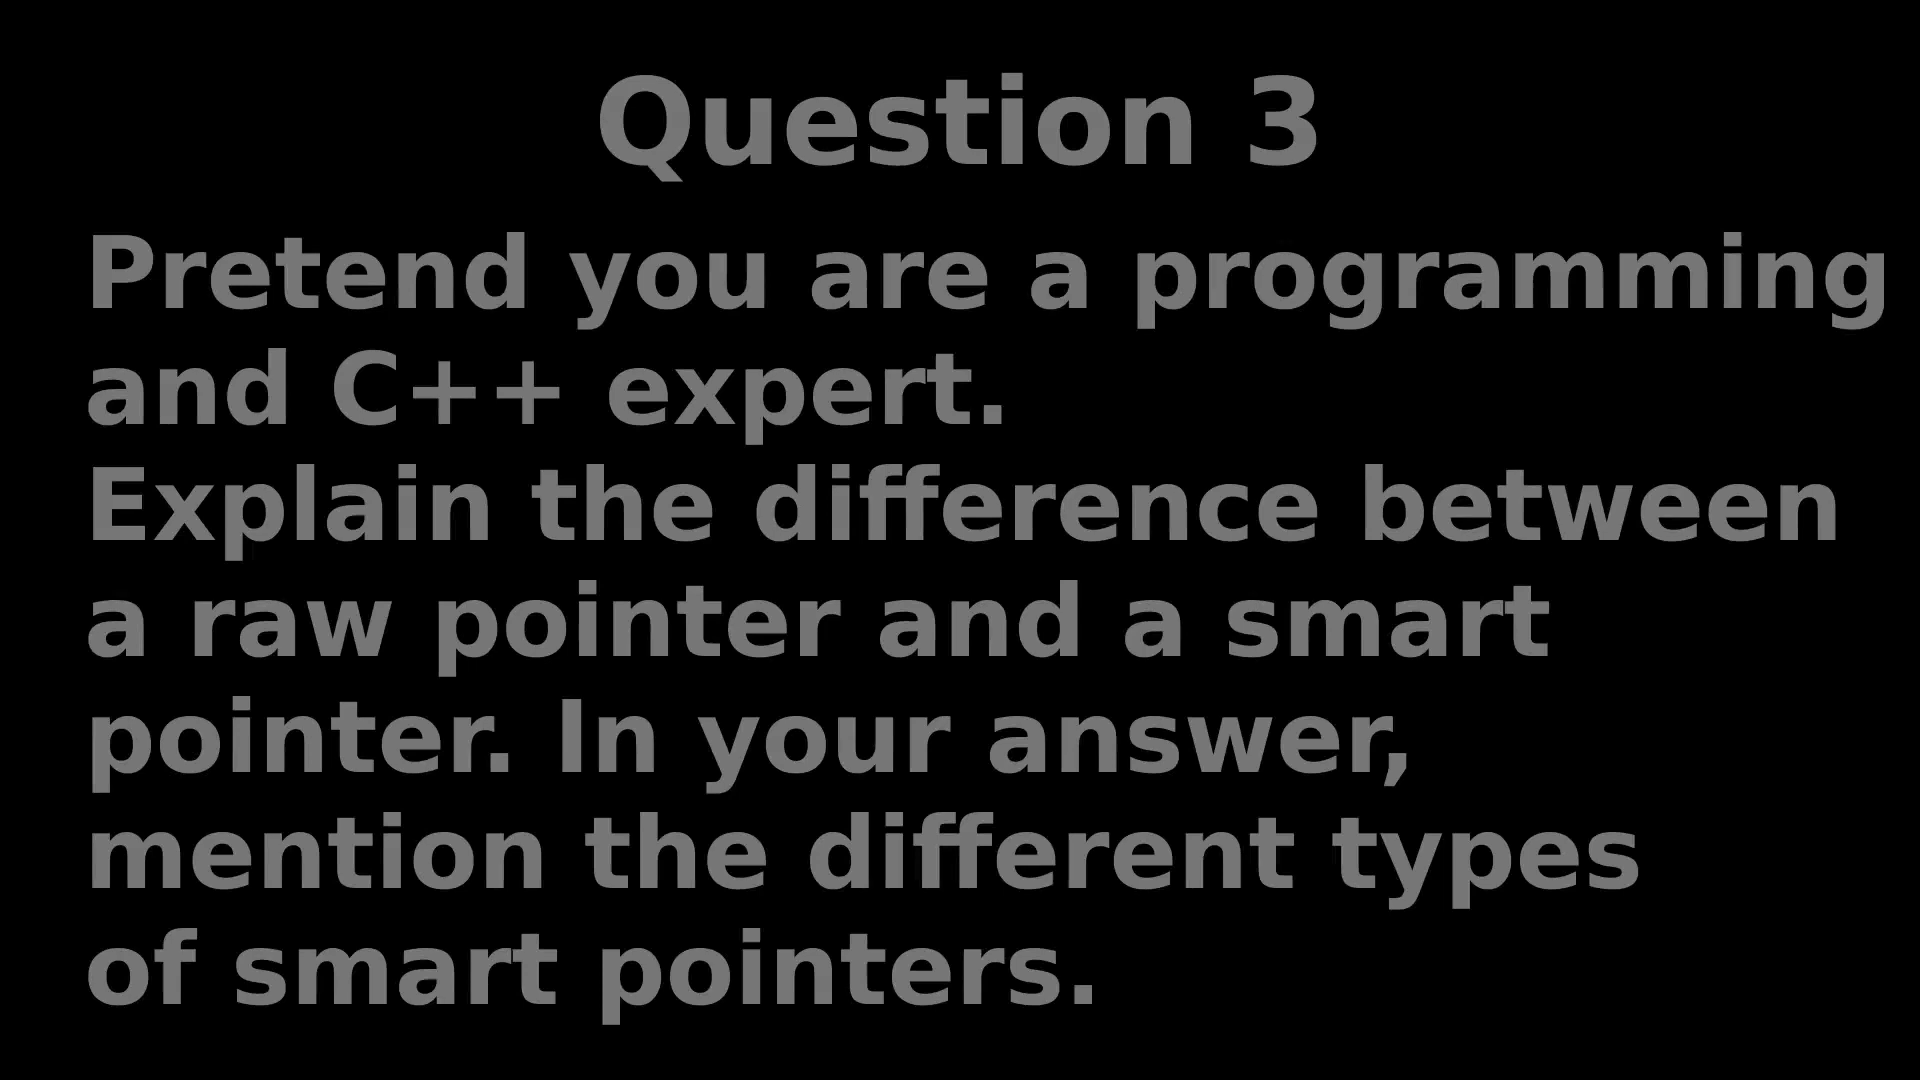 Question 3
Pretend you are a programming
and C++ expert.
Explain the difference between
a raw pointer and a smart
pointer. In your answer,
mention the different types
of smart pointers.